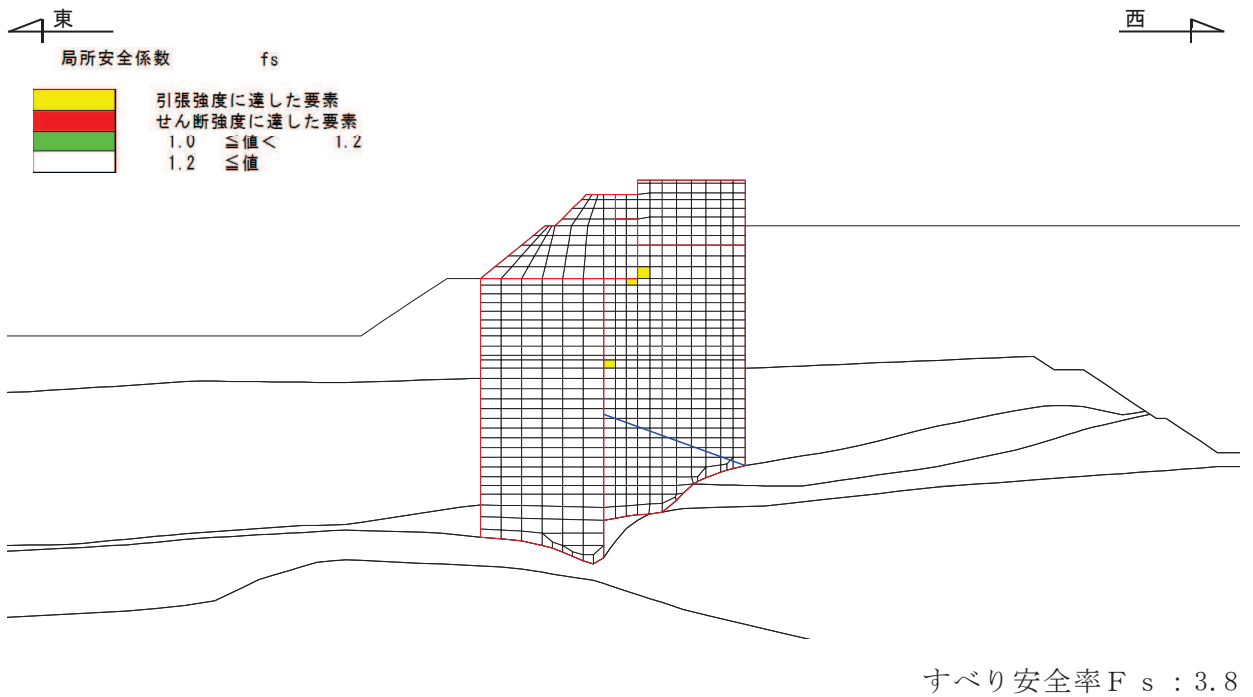 東
西
局所安全係数 fs
引張強度に達した要素
せん断強度に達した要素
1.0 ≦値< 1.2
1.2 ≦値
すべり安全率Fs:3.8